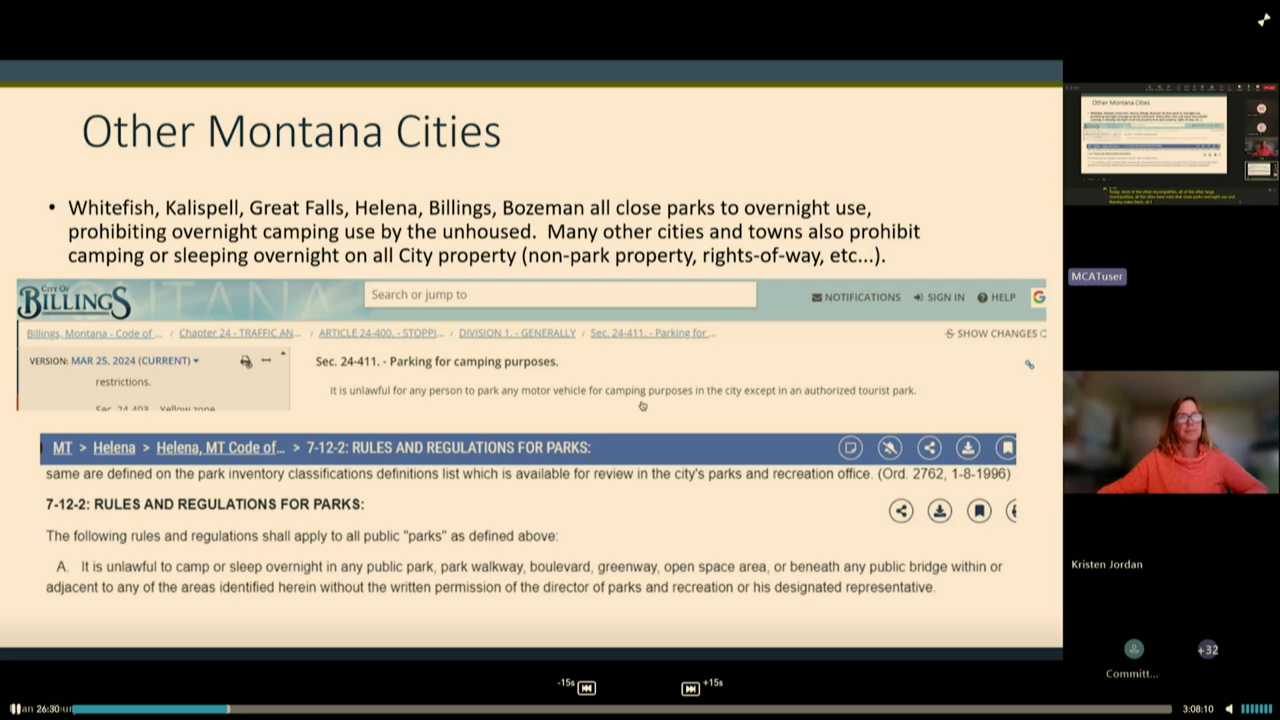 Other Montana Cities
• Whitefish, Kalispell, Great Falls, Helena, Billings, Bozeman all close parks to overnight use,
prohibiting overnight camping use by the unhoused. Many other cities and towns also prohibit
camping or sleeping overnight on all City property (non-park property, rights-of-way, etc...).
CITY OF
BILLINGS
Search or jump to
NOTIFICATIONS
SIGN IN
HELP
G
Billings, Montana - Code of ... / Chapter 24 - TRAFFIC AN... / ARTICLE 24-400. - STOPPI... / DIVISION 1. - GENERALLY / Sec. 24-411. - Parking for ...
SHOW CHANGES
VERSION: MAR 25, 2024 (CURRENT)
restrictions.
Sec. 24-403. Yellow zone
Sec. 24-411. - Parking for camping purposes.
It is unlawful for any person to park any motor vehicle for camping purposes in the city except in an authorized tourist park.
MT > Helena > Helena, MT Code of... > 7-12-2: RULES AND REGULATIONS FOR PARKS:
same are defined on the park inventory classifications definitions list which is available for review in the city's parks and recreation office. (Ord. 2762, 1-8-1996)
7-12-2: RULES AND REGULATIONS FOR PARKS:
The following rules and regulations shall apply to all public "parks" as defined above:
A. It is unlawful to camp or sleep overnight in any public park, park walkway, boulevard, greenway, open space area, or beneath any public bridge within or
adjacent to any of the areas identified herein without the written permission of the director of parks and recreation or his designated representative.
Other Montana Cities
MCATuser
Kristen Jordan
Committ...
+32
-15s
+15s
26:30
3:08:10